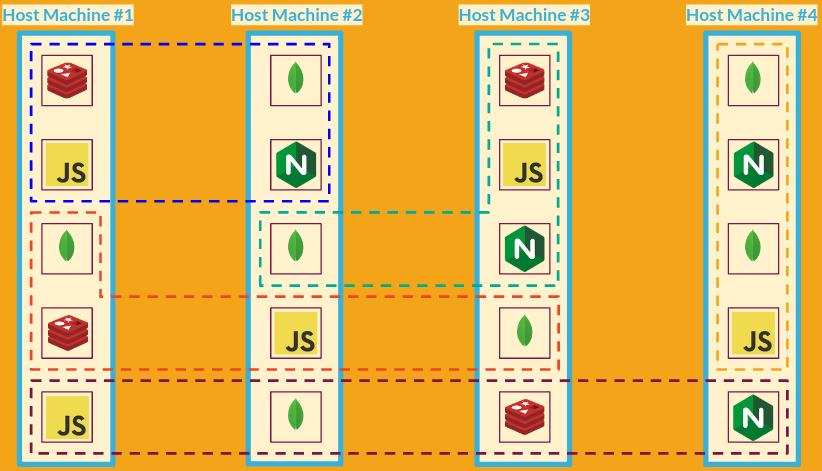 Host Machine #1 Host Machine #2 Host Machine #3 Host Machine #4
JS JS
N N
N
JS JS
JS N